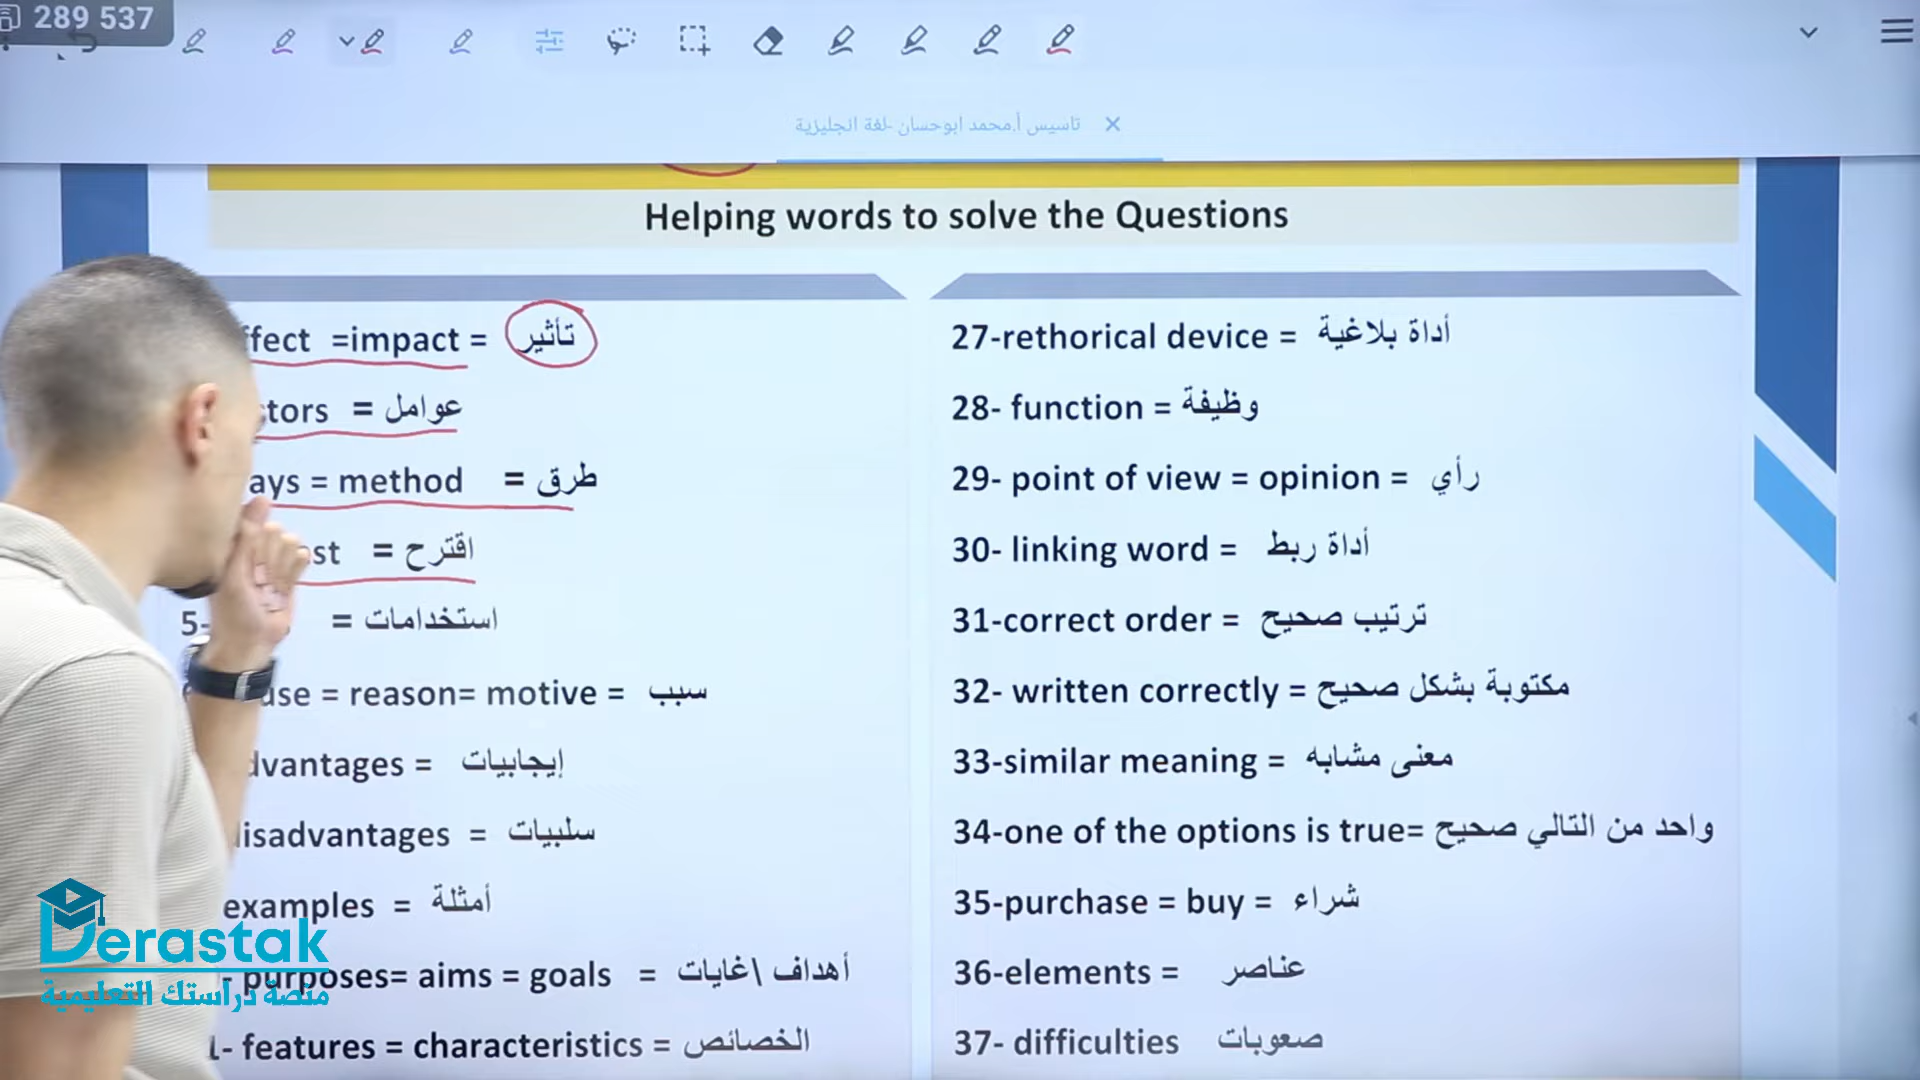 289 537
تاسيس أ.محمد ابوحسان -لغة انجليزية
Helping words to solve the Questions
ffect =impact = تأثير
ctors = عوامل
ays = method = طرق
st = اقترح
5- = استخدامات
use = reason= motive = سبب
dvantages = إيجابيات
disadvantages = سلبيات
examples = أمثلة
- purposes= aims = goals = أهداف \غايات
1- features = characteristics = الخصائص
27-rethorical device = أداة بلاغية
28- function = وظيفة
29- point of view = opinion = رأي
30- linking word = أداة ربط
31-correct order = ترتيب صحيح
32- written correctly = مكتوبة بشكل صحيح
33-similar meaning = معنى مشابه
34-one of the options is true= واحد من التالي صحيح
35-purchase = buy = شراء
36-elements = عناصر
37- difficulties صعوبات
Derastak
منصة دراستك التعليمية